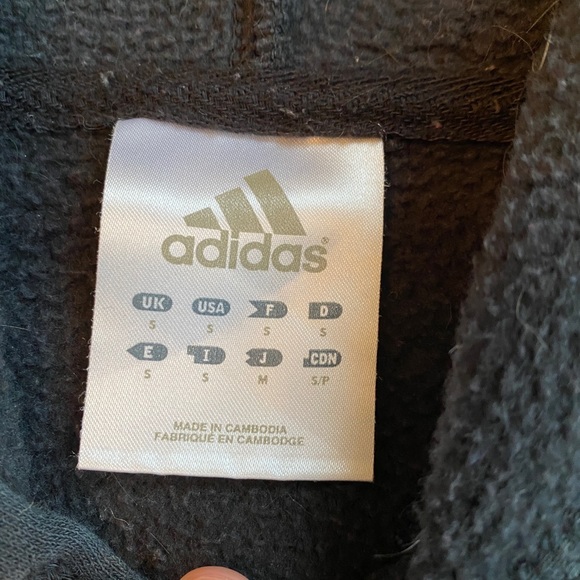 adidas®
UK USA F D
S S S S
E I J CDN
S S M S/P
MADE IN CAMBODIA
FABRIQUÉ EN CAMBODGE